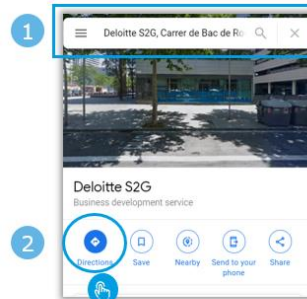 1
Deloitte S2G, Carrer de Bac de Ro
Deloitte S2G
Business development service
2
Directions Save Nearby Send to your phone Share